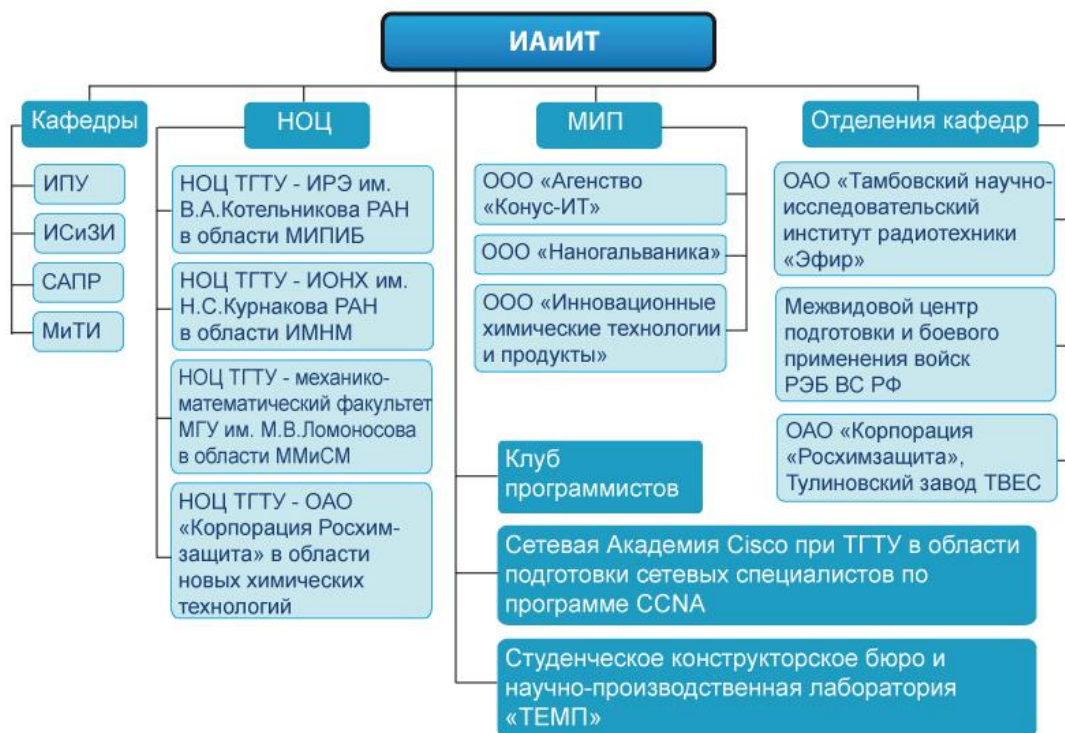 ИАиИТ
Кафедры
ИПУ
ИСиЗИ
САПР
МиТИ
НОЦ
НОЦ ТГТУ - ИРЭ им.
В.А.Котельникова РАН
в области МИПИБ
НОЦ ТГТУ - ИОНХ им.
Н.С.Курнакова РАН
в области ИМНМ
НОЦ ТГТУ - механико-
математический факультет
МГУ им. М.В.Ломоносова
в области ММиСМ
НОЦ ТГТУ - ОАО
«Корпорация Росхим-
защита» в области
новых химических
технологий
МИП
ООО «Агенство
«Конус-ИТ»
ООО «Наногальваника»
ООО «Инновационные
химические технологии
и продукты»
Отделения кафедр
ОАО «Тамбовский научно-
исследовательский
институт радиотехники
«Эфир»
Межвидовой центр
подготовки и боевого
применения войск
РЭБ ВС РФ
ОАО «Корпорация
«Росхимзащита»,
Тулиновский завод ТВЕС
Клуб
программистов
Сетевая Академия Cisco при ТГТУ в области
подготовки сетевых специалистов по
программе CCNA
Студенческое конструкторское бюро и
научно-производственная лаборатория
«ТЕМП»